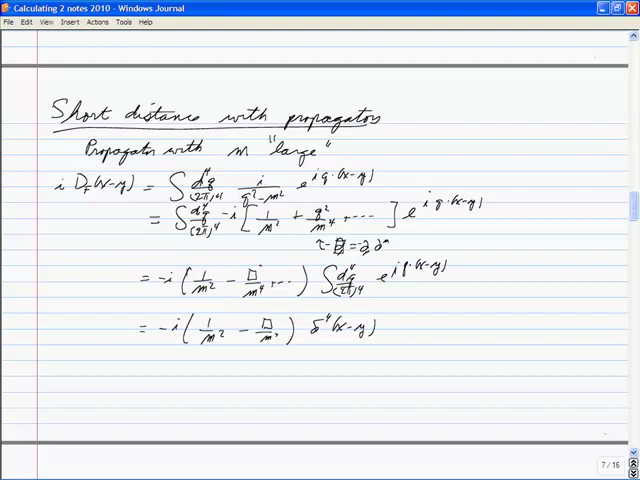 Calculating 2 notes 2010 - Windows Journal
File Edit View Insert Actions Tools Help
Short distance with propagators
Propagator with m "large"
i D_F(x-y) = ∫ d⁴q/(2π)⁴ i/(q²-m²) e^{iq·(x-y)}
= ∫ d⁴q/(2π)⁴ -i [ 1/m² + q²/m⁴ + ···· ] e^{iq·(x-y)}
= -i ( 1/m² - □/m⁴ + ··· ) ∫ d⁴q/(2π)⁴ e^{iq·(x-y)}
= -i ( 1/m² - □/m⁴ ) δ⁴(x-y)
7 / 16